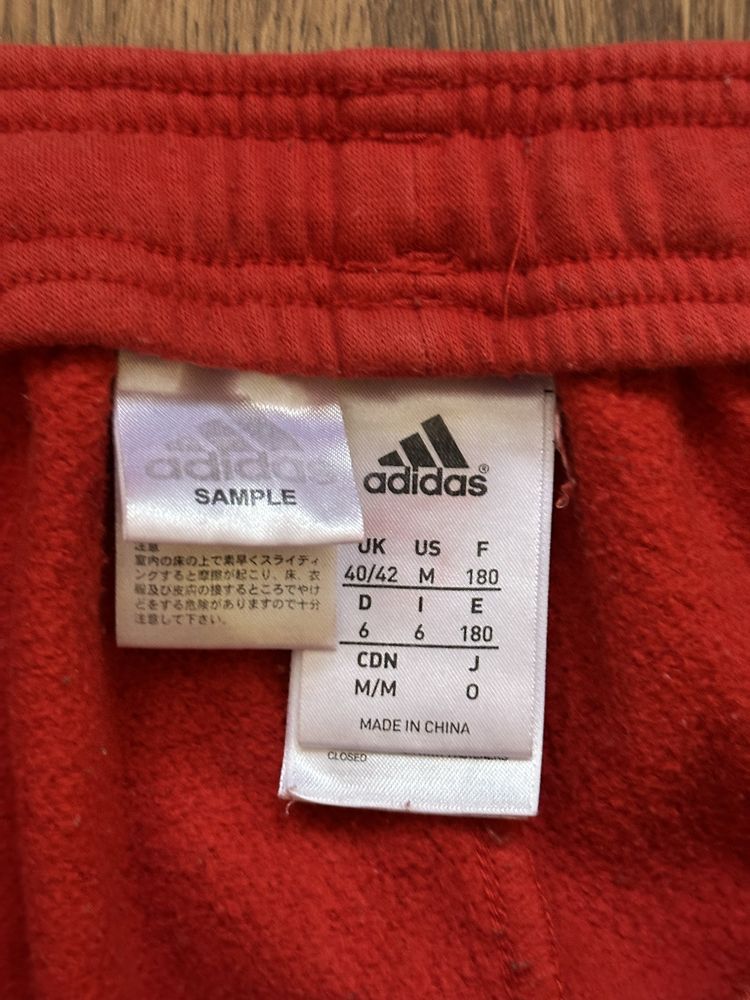 adidas
SAMPLE
注意
室内の床の上で素早くスライディ
ングすると摩擦が起こり、床、衣
服及び皮膚の接するところでやけ
どをする危険がありますので十分
注意して下さい。
adidas®
UK US F
40/42 M 180
D I E
6 6 180
CDN J
M/M O
MADE IN CHINA
CLOSED